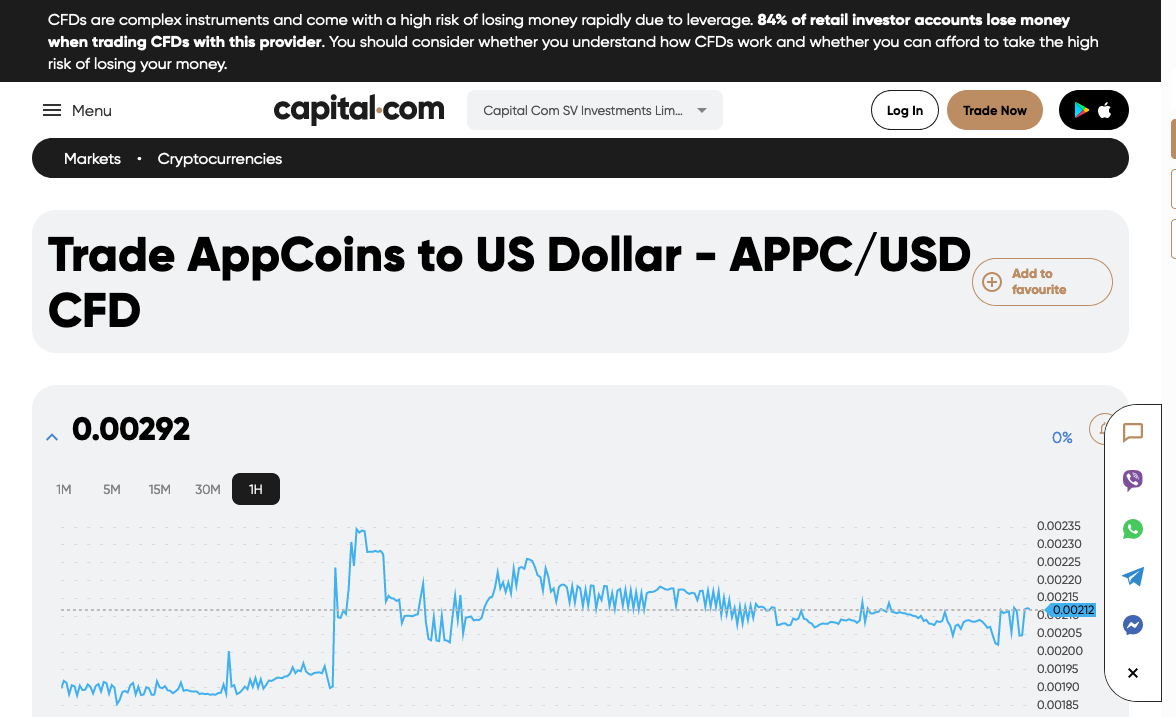 CFDs are complex instruments and come with a high risk of losing money rapidly due to leverage. 84% of retail investor accounts lose money
when trading CFDs with this provider. You should consider whether you understand how CFDs work and whether you can afford to take the high
risk of losing your money.
Menu
capital.com
Capital Com SV Investments Lim...
Log In
Trade Now
Markets • Cryptocurrencies
Trade AppCoins to US Dollar - APPC/USD
CFD
Add to
favourite
0.00292
0%
1M 5M 15M 30M 1H
0.00235
0.00230
0.00225
0.00220
0.00215
0.00212
0.00205
0.00200
0.00195
0.00190
0.00185